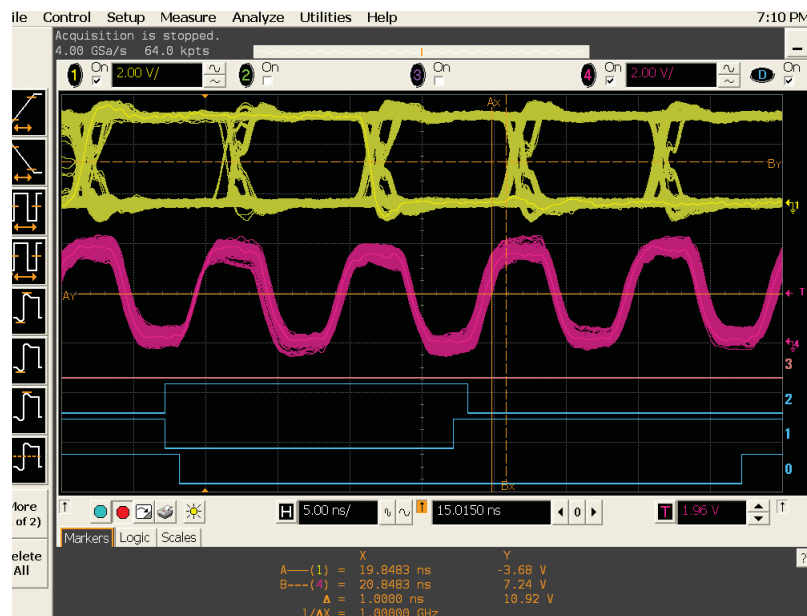 ile Control Setup Measure Analyze Utilities Help 7:10 PM
Acquisition is stopped.
4.00 GSa/s 64.0 kpts
1 On 2.00 V/ 2 On 3 On 4 On 2.00 V/ D On
Ax
By
1
AY
T
4
3
2
1
0
Bx
More
of 2)
H 5.00 ns/ 15.0150 ns 0 T 1.96 V
Markers Logic Scales
elete
All
?
X Y
A——(1) = 19.8483 ns -3.68 V
B---(4) = 20.8483 ns 7.24 V
Δ = 1.0000 ns 10.92 V
1/ΔX = 1.00000 GHz